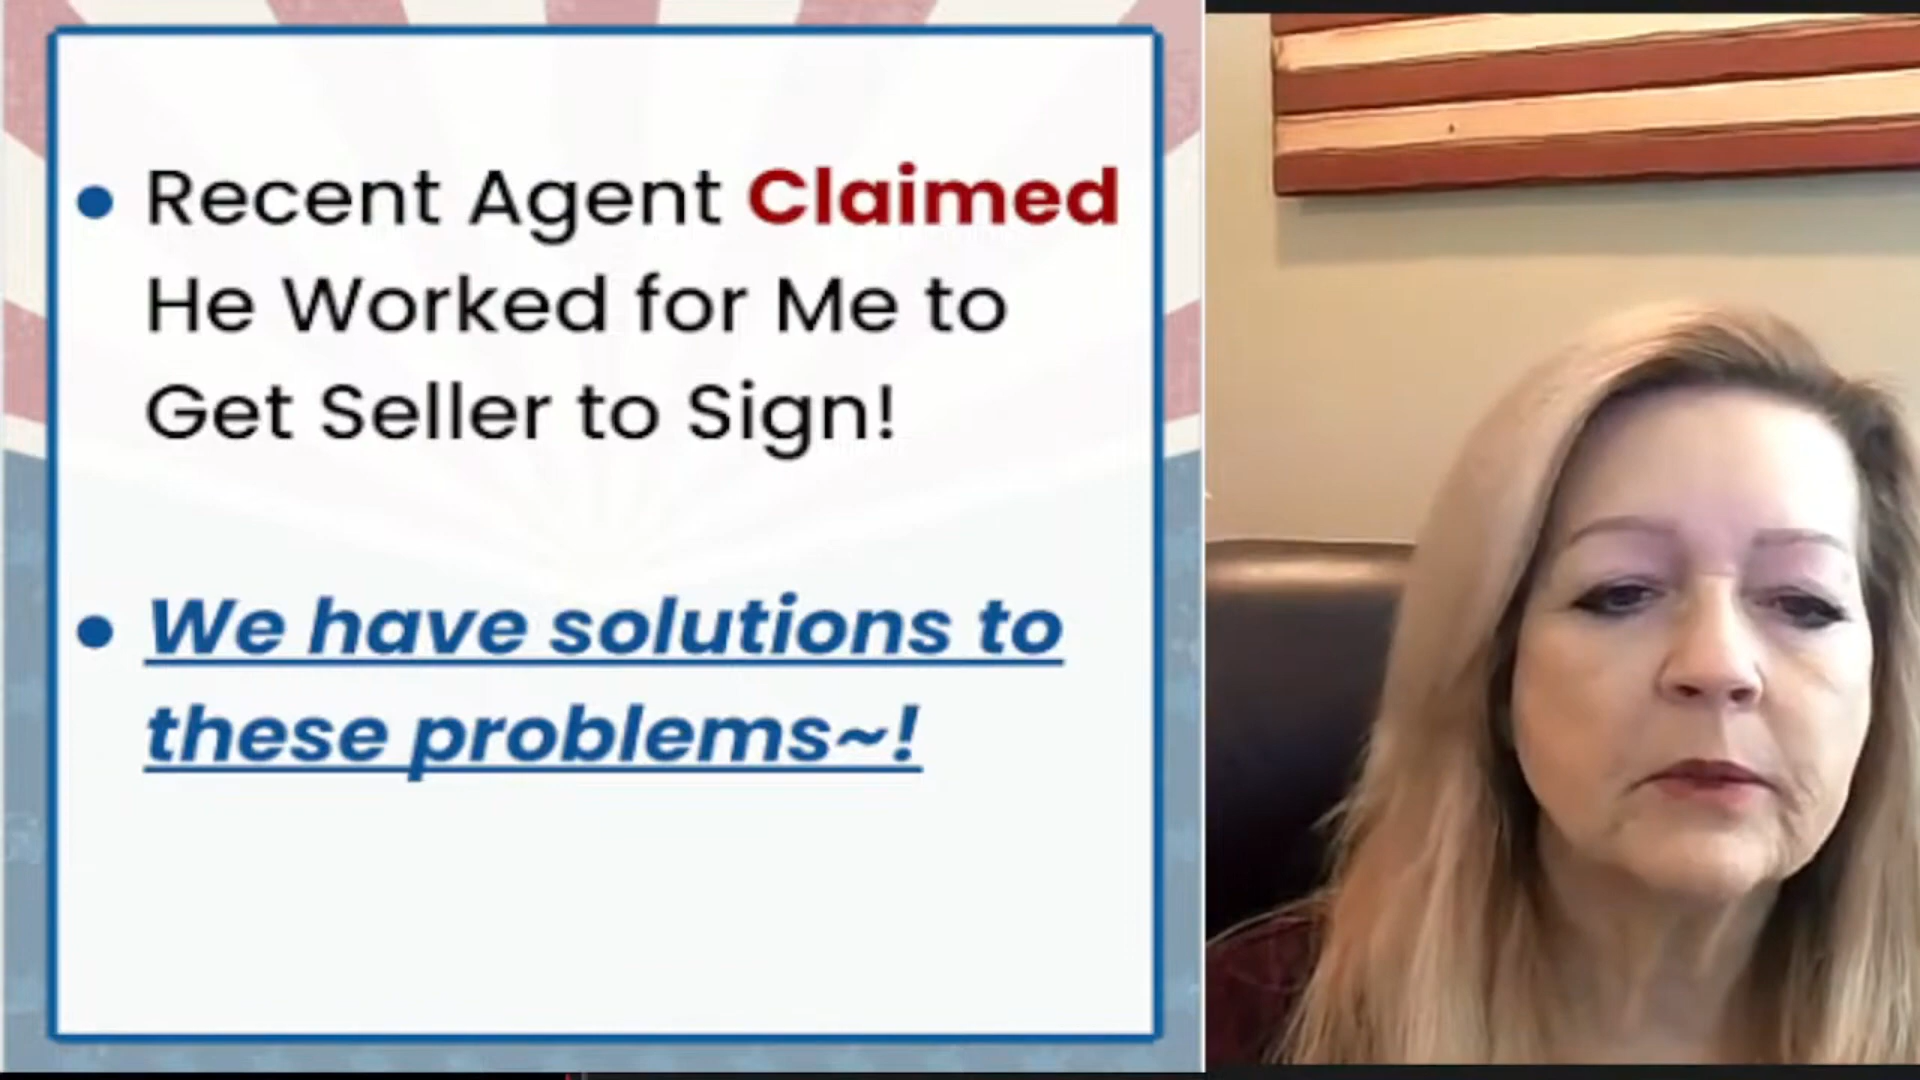 Recent Agent Claimed
He Worked for Me to
Get Seller to Sign!
We have solutions to
these problems~!